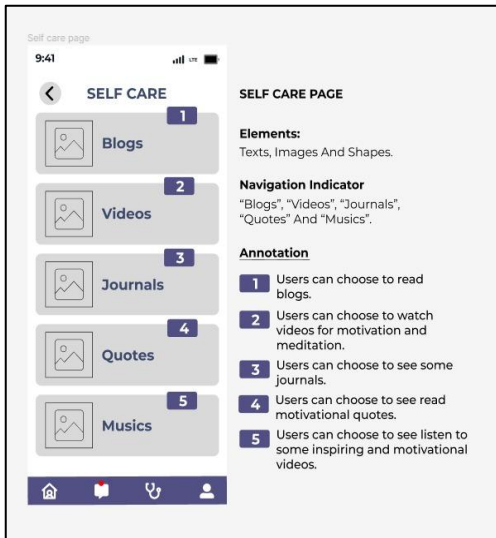 Self care page
9:41
LTE
SELF CARE
1
Blogs
2
Videos
3
Journals
4
Quotes
5
Musics
SELF CARE PAGE
Elements:
Texts, Images And Shapes.
Navigation Indicator
“Blogs”, “Videos”, “Journals”,
“Quotes” And “Musics”.
Annotation
1 Users can choose to read
blogs.
2 Users can choose to watch
videos for motivation and
meditation.
3 Users can choose to see some
journals.
4 Users can choose to see read
motivational quotes.
5 Users can choose to see listen to
some inspiring and motivational
videos.